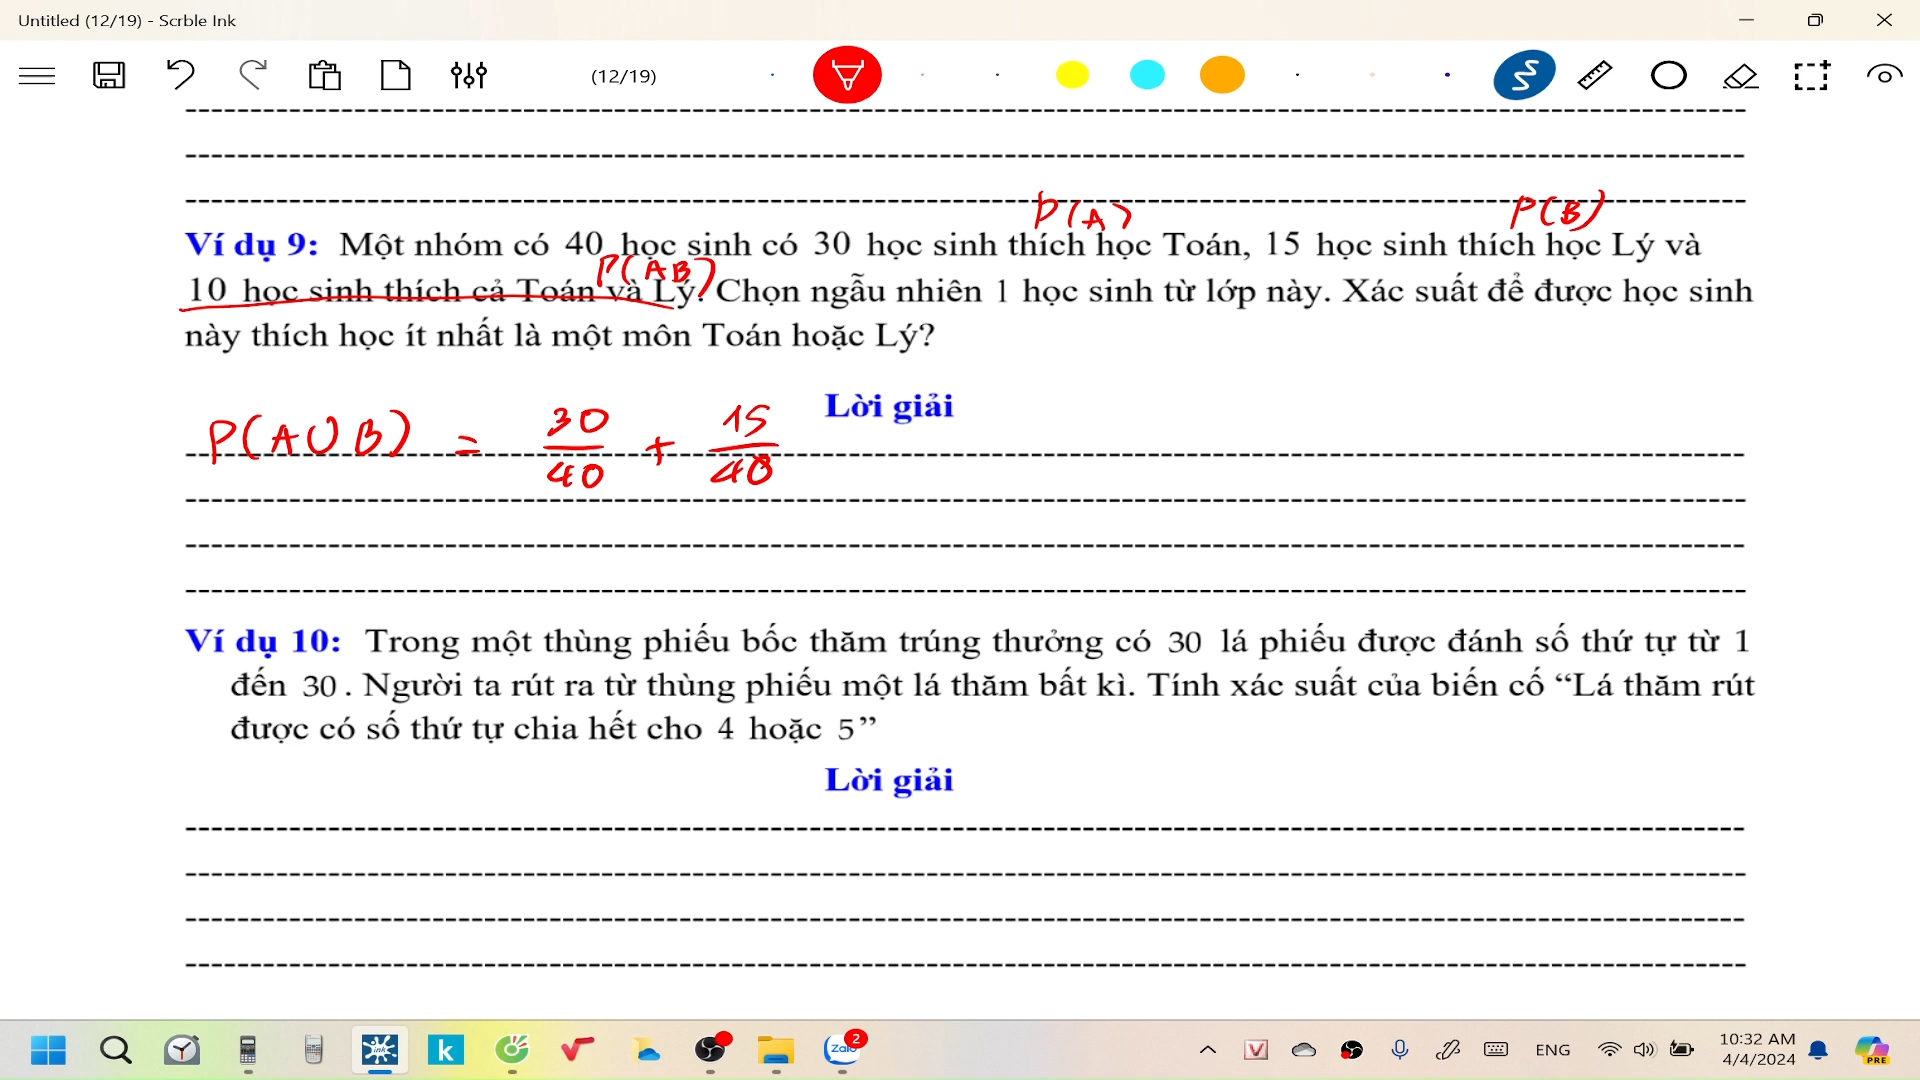 Untitled (12/19) - Scrble Ink
(12/19)
P(A) P(B)
Ví dụ 9: Một nhóm có 40 học sinh có 30 học sinh thích học Toán, 15 học sinh thích học Lý và
P(AB)
10 học sinh thích cả Toán và Lý. Chọn ngẫu nhiên 1 học sinh từ lớp này. Xác suất để được học sinh
này thích học ít nhất là một môn Toán hoặc Lý?
Lời giải
P(A∪B) = 30/40 + 15/40
Ví dụ 10: Trong một thùng phiếu bốc thăm trúng thưởng có 30 lá phiếu được đánh số thứ tự từ 1
đến 30. Người ta rút ra từ thùng phiếu một lá thăm bất kì. Tính xác suất của biến cố “Lá thăm rút
được có số thứ tự chia hết cho 4 hoặc 5”
Lời giải
ink
k
Zalo
2
V
ENG
10:32 AM
4/4/2024
PRE